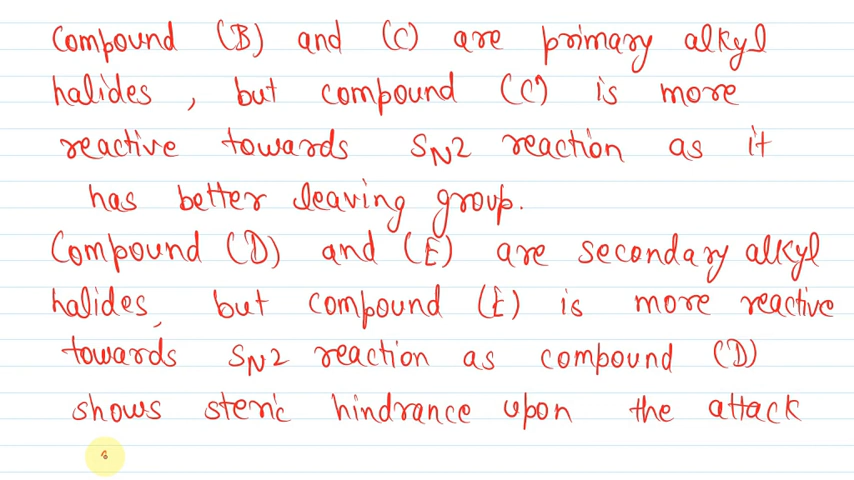 Compound (B) and (C) are primary alkyl
halides, but compound (C) is more
reactive towards SN2 reaction as it
has better leaving group.
Compound (D) and (E) are secondary alkyl
halides, but compound (E) is more reactive
towards SN2 reaction as compound (D)
shows steric hindrance upon the attack